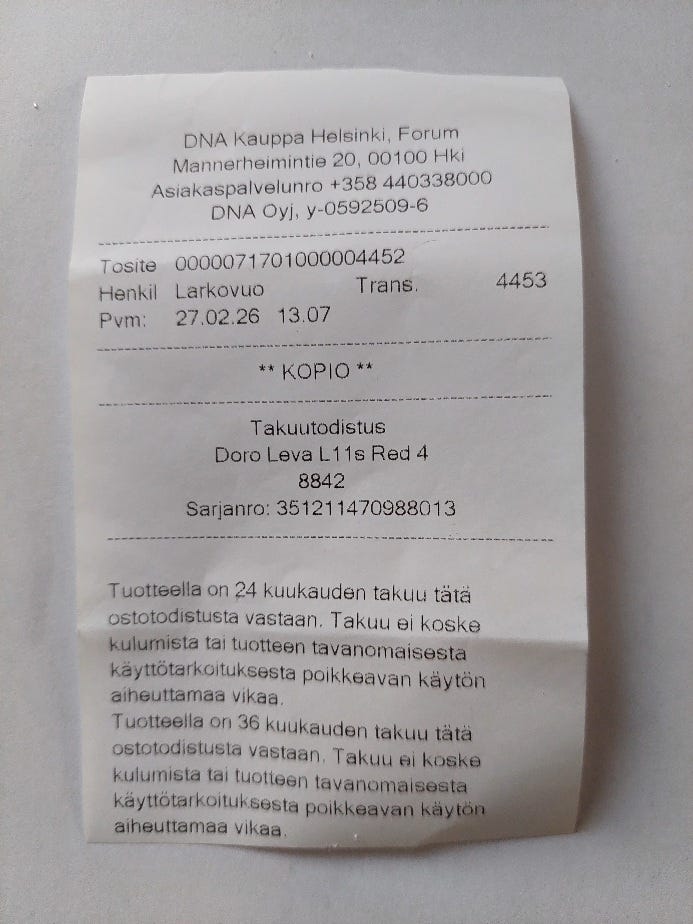 DNA Kauppa Helsinki, Forum
Mannerheimintie 20, 00100 Hki
Asiakaspalvelunro +358 440338000
DNA Oyj, y-0592509-6
Tosite 0000071701000004452
Henkil Larkovuo Trans. 4453
Pvm: 27.02.26 13.07
** KOPIO **
Takuutodistus
Doro Leva L11s Red 4
8842
Sarjanro: 351211470988013
Tuotteella on 24 kuukauden takuu tätä
ostotodistusta vastaan. Takuu ei koske
kulumista tai tuotteen tavanomaisesta
käyttötarkoituksesta poikkeavan käytön
aiheuttamaa vikaa.
Tuotteella on 36 kuukauden takuu tätä
ostotodistusta vastaan. Takuu ei koske
kulumista tai tuotteen tavanomaisesta
käyttötarkoituksesta poikkeavan käytön
aiheuttamaa vikaa.